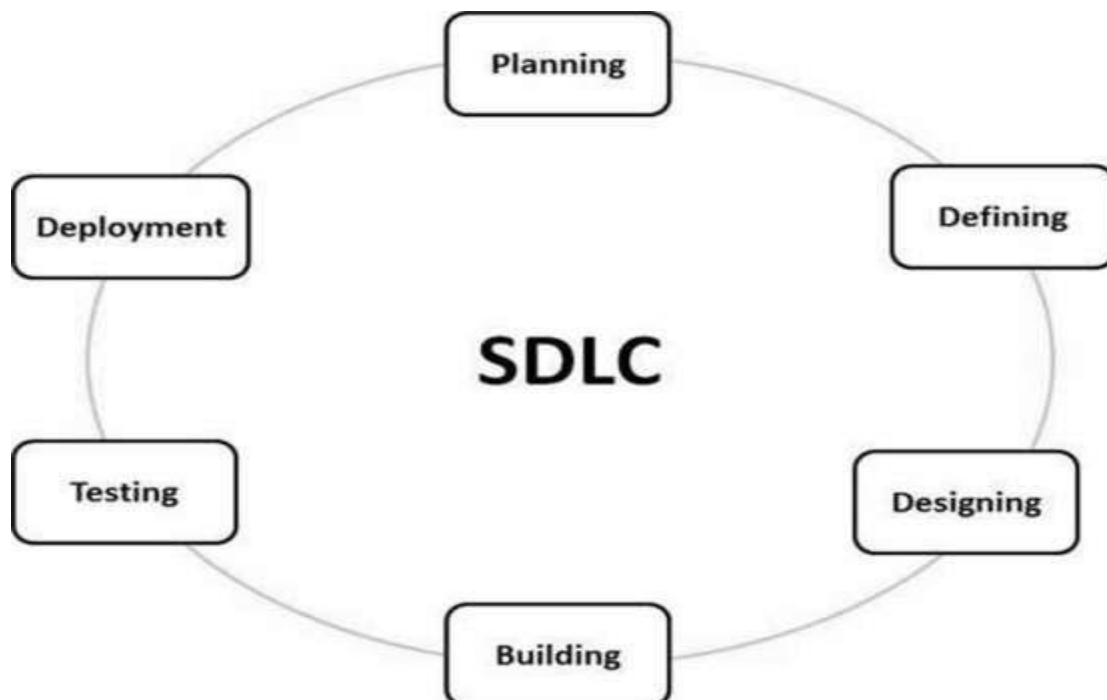 Planning
Defining
Designing
Building
Testing
Deployment
SDLC